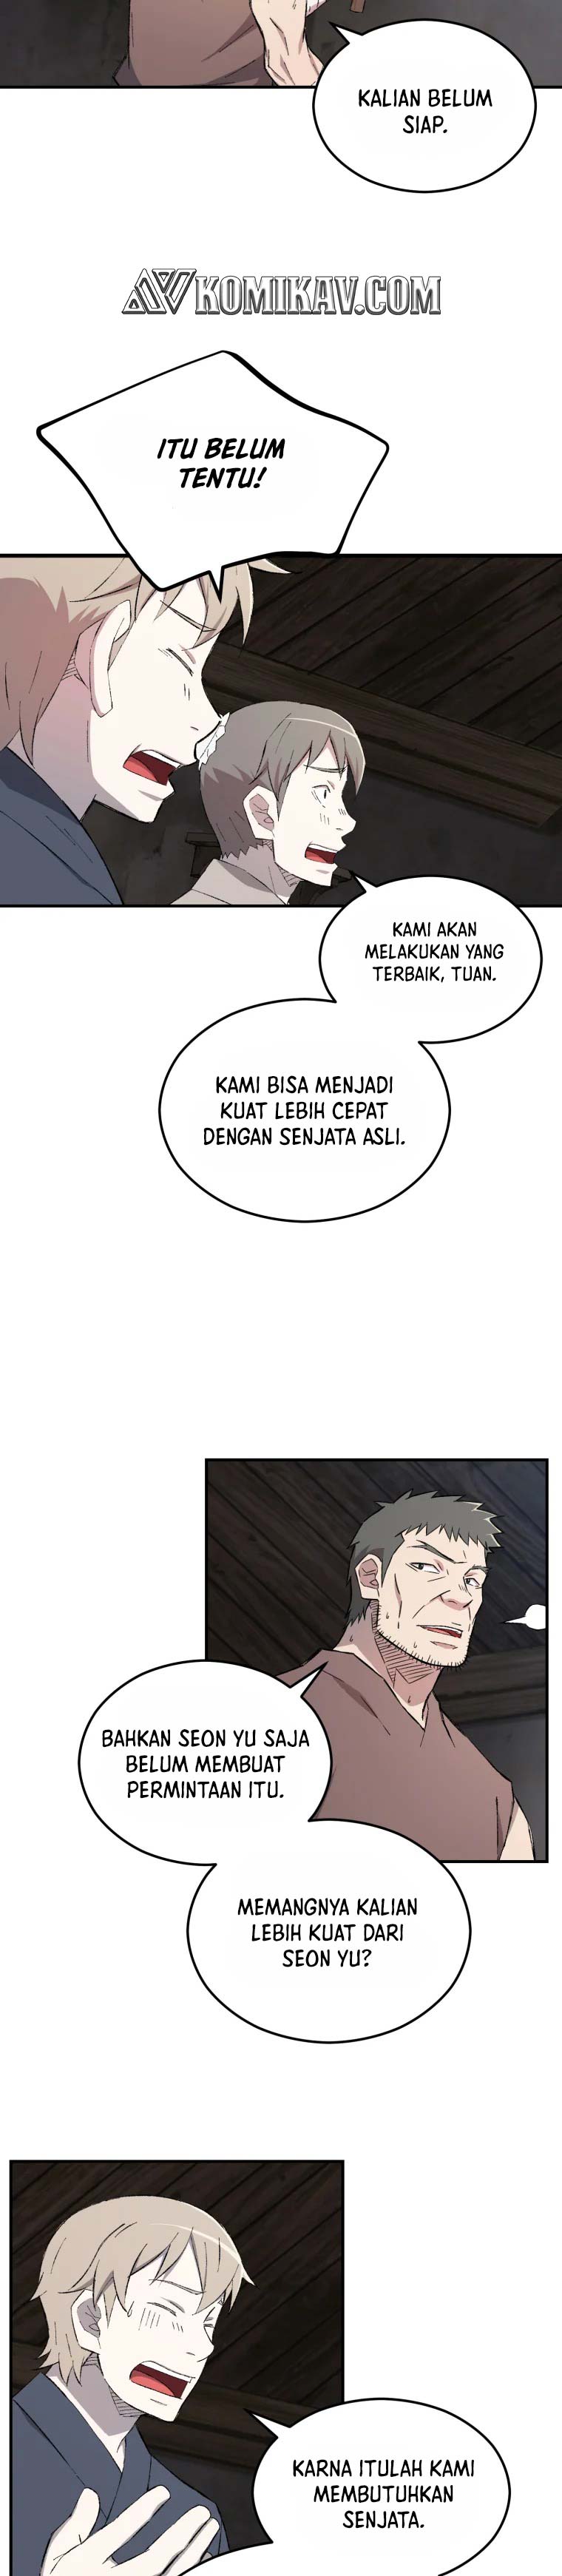 KALIAN BELUM
SIAP.
KOMIKAV.COM
ITU BELUM
TENTU!
KAMI AKAN
MELAKUKAN YANG
TERBAIK, TUAN.
KAMI BISA MENJADI
KUAT LEBIH CEPAT
DENGAN SENJATA ASLI.
BAHKAN SEON YU SAJA
BELUM MEMBUAT
PERMINTAAN ITU.
MEMANGNYA KALIAN
LEBIH KUAT DARI
SEON YU?
KARNA ITULAH KAMI
MEMBUTUHKAN
SENJATA.